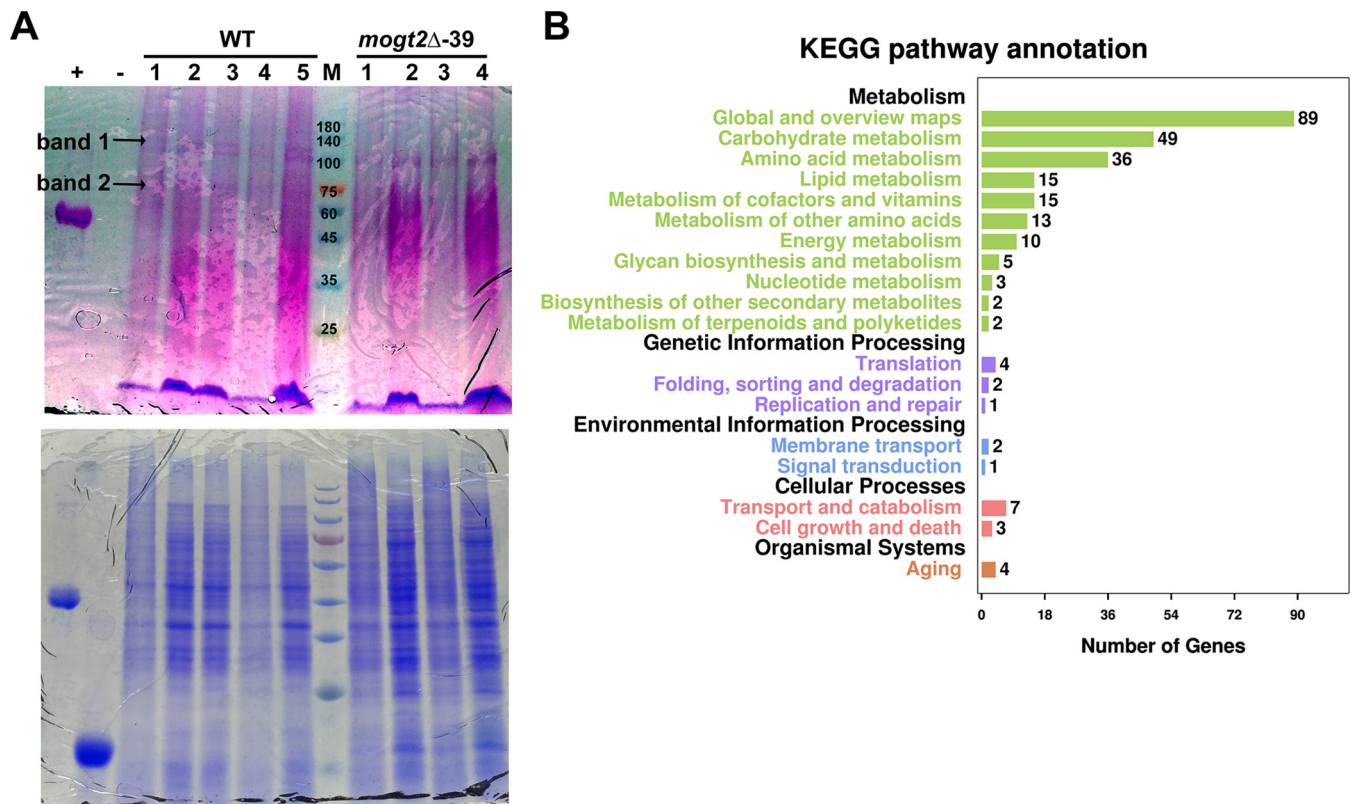 A
WT
mogt2Δ-39
+ - 1 2 3 4 5 M 1 2 3 4
band 1
band 2
180
140
100
75
60
45
35
25
B
KEGG pathway annotation
Metabolism
Global and overview maps 89
Carbohydrate metabolism 49
Amino acid metabolism 36
Lipid metabolism 15
Metabolism of cofactors and vitamins 15
Metabolism of other amino acids 13
Energy metabolism 10
Glycan biosynthesis and metabolism 5
Nucleotide metabolism 3
Biosynthesis of other secondary metabolites 2
Metabolism of terpenoids and polyketides 2
Genetic Information Processing
Translation 4
Folding, sorting and degradation 2
Replication and repair 1
Environmental Information Processing
Membrane transport 2
Signal transduction 1
Cellular Processes
Transport and catabolism 7
Cell growth and death 3
Organismal Systems
Aging 4
0 18 36 54 72 90
Number of Genes